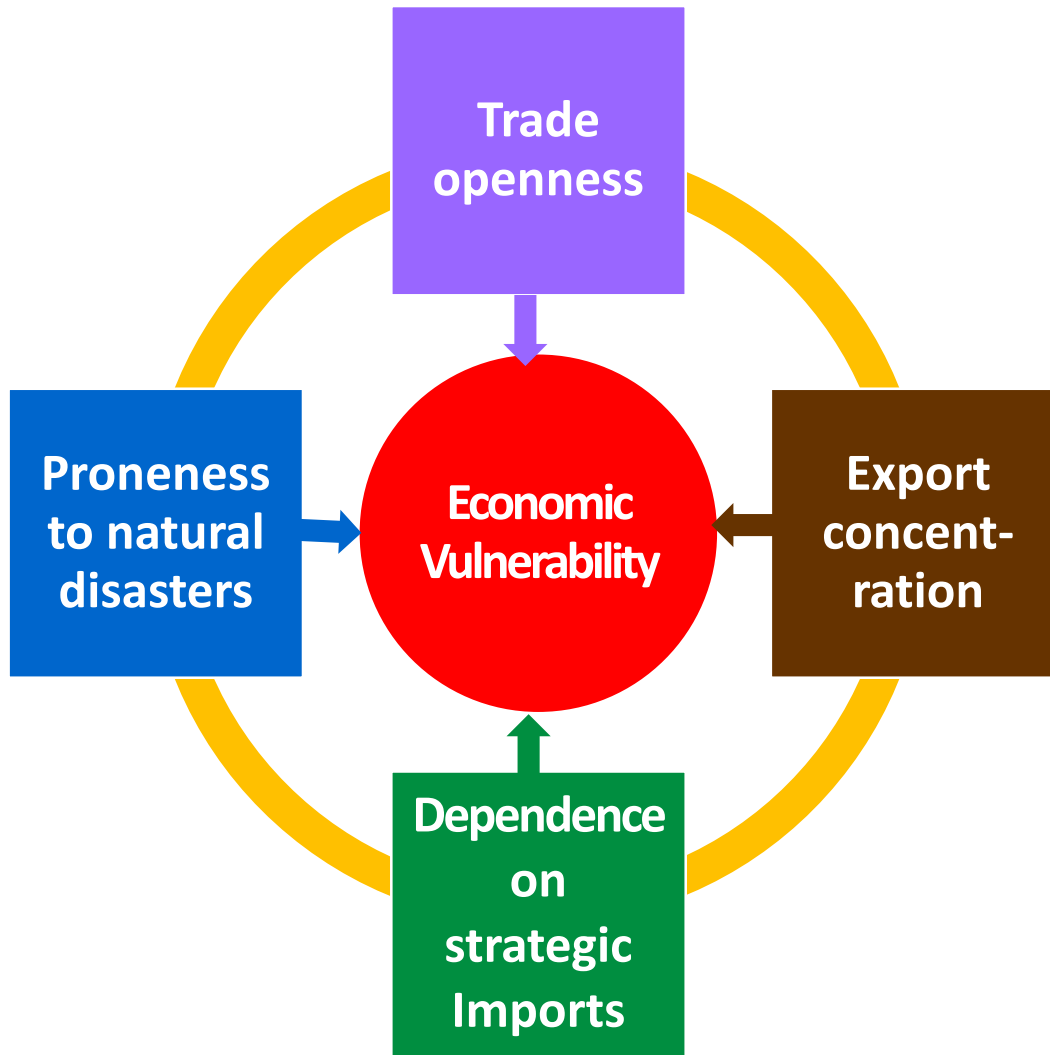 Trade
openness
Proneness
to natural
disasters
Economic
Vulnerability
Export
concent-
ration
Dependence
on
strategic
Imports